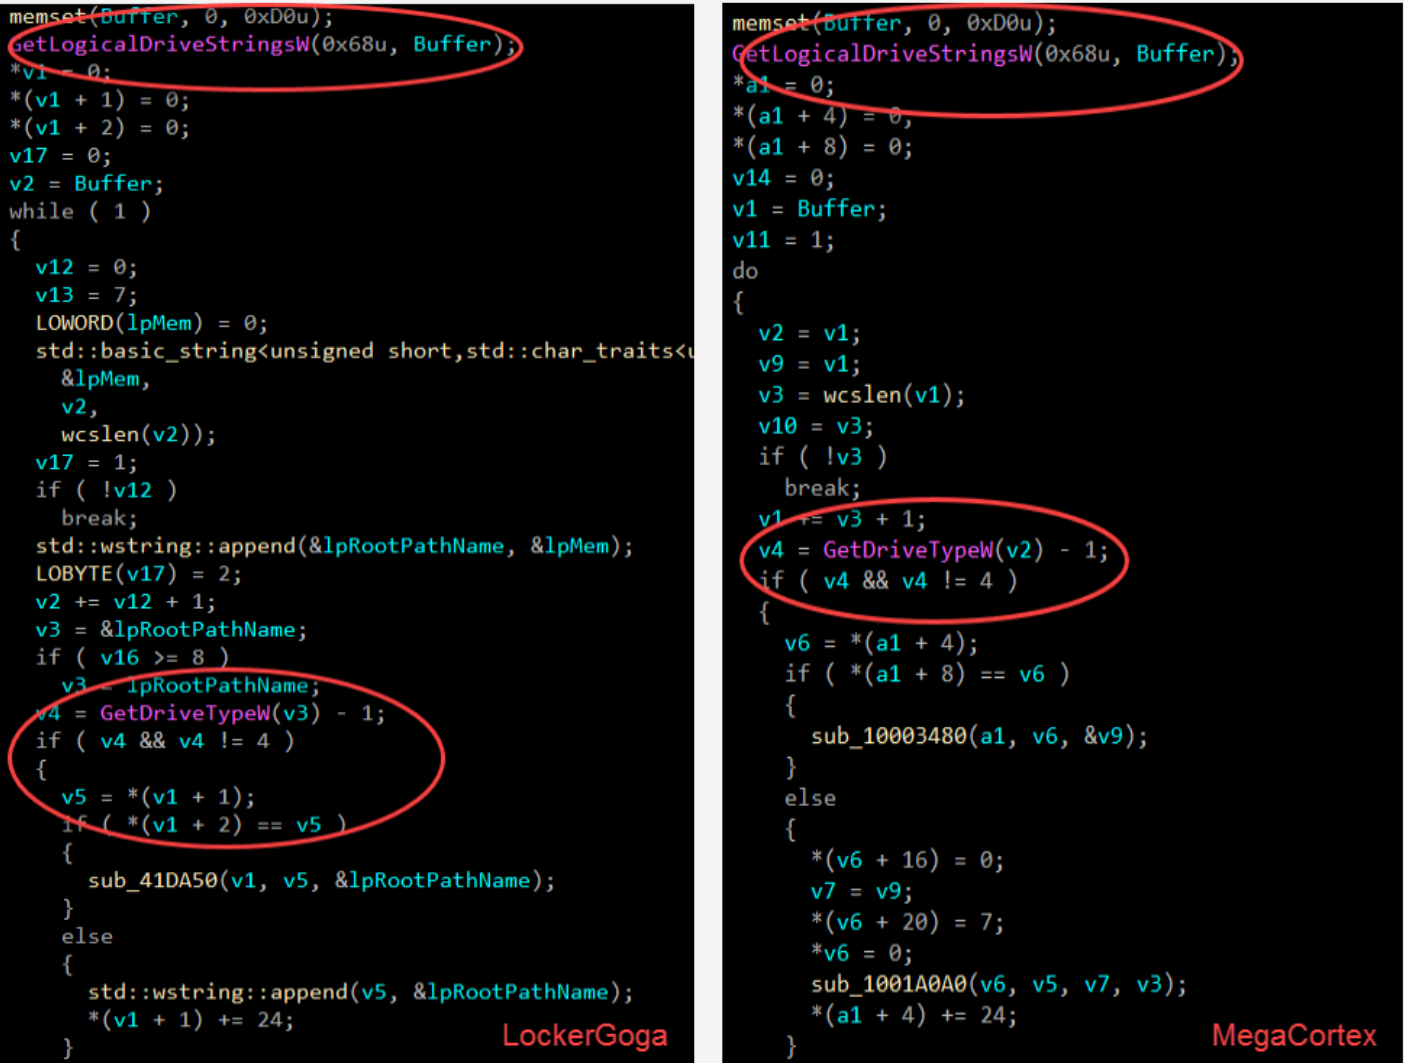 memset(Buffer, 0, 0xD0u);
GetLogicalDriveStringsW(0x68u, Buffer);
*v1 = 0;
*(v1 + 1) = 0;
*(v1 + 2) = 0;
v17 = 0;
v2 = Buffer;
while ( 1 )
{
v12 = 0;
v13 = 7;
LOWORD(lpMem) = 0;
std::basic_string<unsigned short,std::char_traits<u
&lpMem,
v2,
wcslen(v2));
v17 = 1;
if ( !v12 )
break;
std::wstring::append(&lpRootPathName, &lpMem);
LOBYTE(v17) = 2;
v2 += v12 + 1;
v3 = &lpRootPathName;
if ( v16 >= 8 )
v3 = lpRootPathName;
v4 = GetDriveTypeW(v3) - 1;
if ( v4 && v4 != 4 )
{
v5 = *(v1 + 1);
if ( *(v1 + 2) == v5 )
{
sub_41DA50(v1, v5, &lpRootPathName);
}
else
{
std::wstring::append(v5, &lpRootPathName);
*(v1 + 1) += 24;
}
LockerGoga
memset(Buffer, 0, 0xD0u);
GetLogicalDriveStringsW(0x68u, Buffer);
*a1 = 0;
*(a1 + 4) = 0;
*(a1 + 8) = 0;
v14 = 0;
v1 = Buffer;
v11 = 1;
do
{
v2 = v1;
v9 = v1;
v3 = wcslen(v1);
v10 = v3;
if ( !v3 )
break;
v1 += v3 + 1;
v4 = GetDriveTypeW(v2) - 1;
if ( v4 && v4 != 4 )
{
v6 = *(a1 + 4);
if ( *(a1 + 8) == v6 )
{
sub_10003480(a1, v6, &v9);
}
else
{
*(v6 + 16) = 0;
v7 = v9;
*(v6 + 20) = 7;
*v6 = 0;
sub_1001A0A0(v6, v5, v7, v3);
*(a1 + 4) += 24;
}
MegaCortex